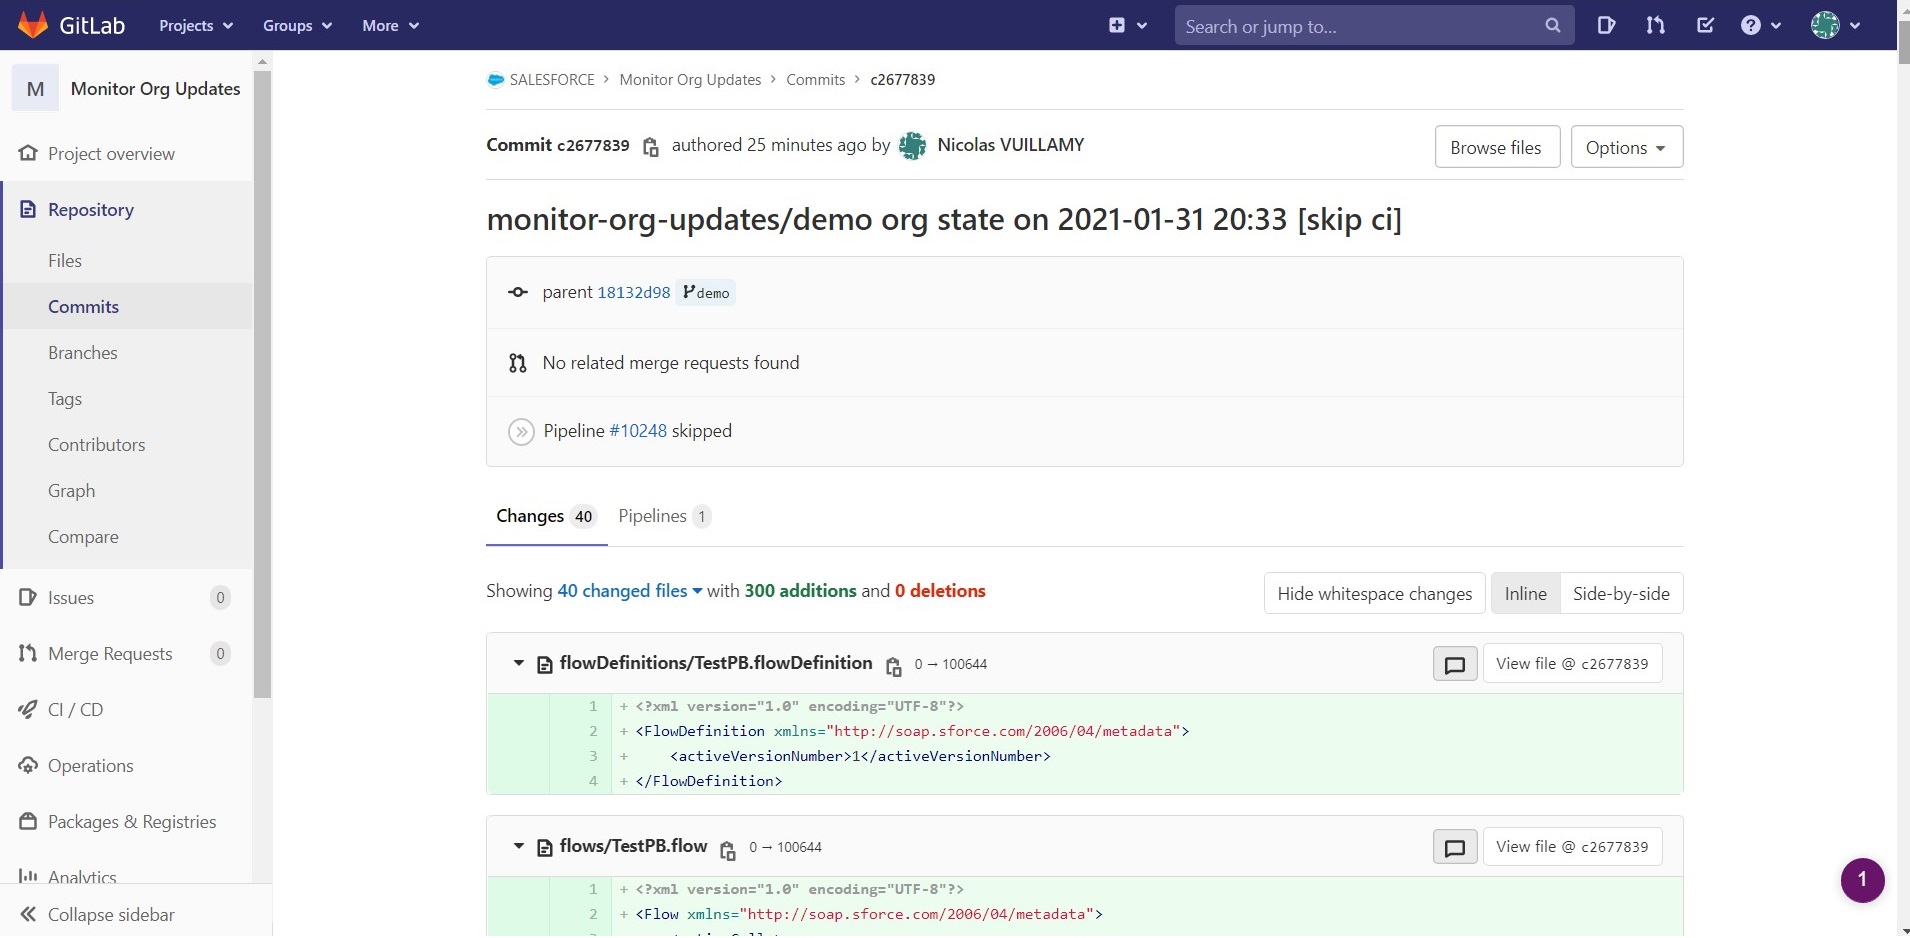 GitLab Projects Groups More Search or jump to...
M Monitor Org Updates
Project overview
Repository
Files
Commits
Branches
Tags
Contributors
Graph
Compare
Issues 0
Merge Requests 0
CI / CD
Operations
Packages & Registries
Analytics
Collapse sidebar
SALESFORCE > Monitor Org Updates > Commits > c2677839
Commit c2677839 authored 25 minutes ago by Nicolas VUILLAMY Browse files Options
monitor-org-updates/demo org state on 2021-01-31 20:33 [skip ci]
parent 18132d98 demo
No related merge requests found
Pipeline #10248 skipped
Changes 40 Pipelines 1
Showing 40 changed files with 300 additions and 0 deletions Hide whitespace changes Inline Side-by-side
flowDefinitions/TestPB.flowDefinition 0 → 100644 View file @ c2677839
1 + <?xml version="1.0" encoding="UTF-8"?>
2 + <FlowDefinition xmlns="http://soap.sforce.com/2006/04/metadata">
3 +     <activeVersionNumber>1</activeVersionNumber>
4 + </FlowDefinition>
flows/TestPB.flow 0 → 100644 View file @ c2677839
1 + <?xml version="1.0" encoding="UTF-8"?>
2 + <Flow xmlns="http://soap.sforce.com/2006/04/metadata">
1